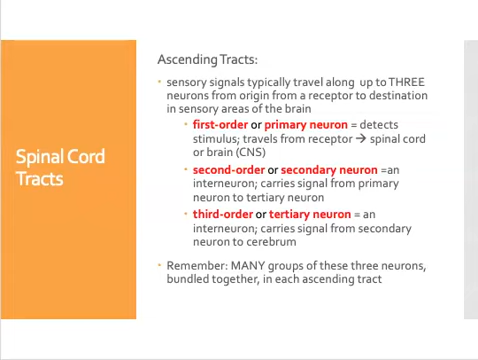 Spinal Cord
Tracts
Ascending Tracts:
• sensory signals typically travel along up to THREE
neurons from origin from a receptor to destination
in sensory areas of the brain
• first-order or primary neuron = detects
stimulus; travels from receptor → spinal cord
or brain (CNS)
• second-order or secondary neuron =an
interneuron; carries signal from primary
neuron to tertiary neuron
• third-order or tertiary neuron = an
interneuron; carries signal from secondary
neuron to cerebrum
• Remember: MANY groups of these three neurons,
bundled together, in each ascending tract